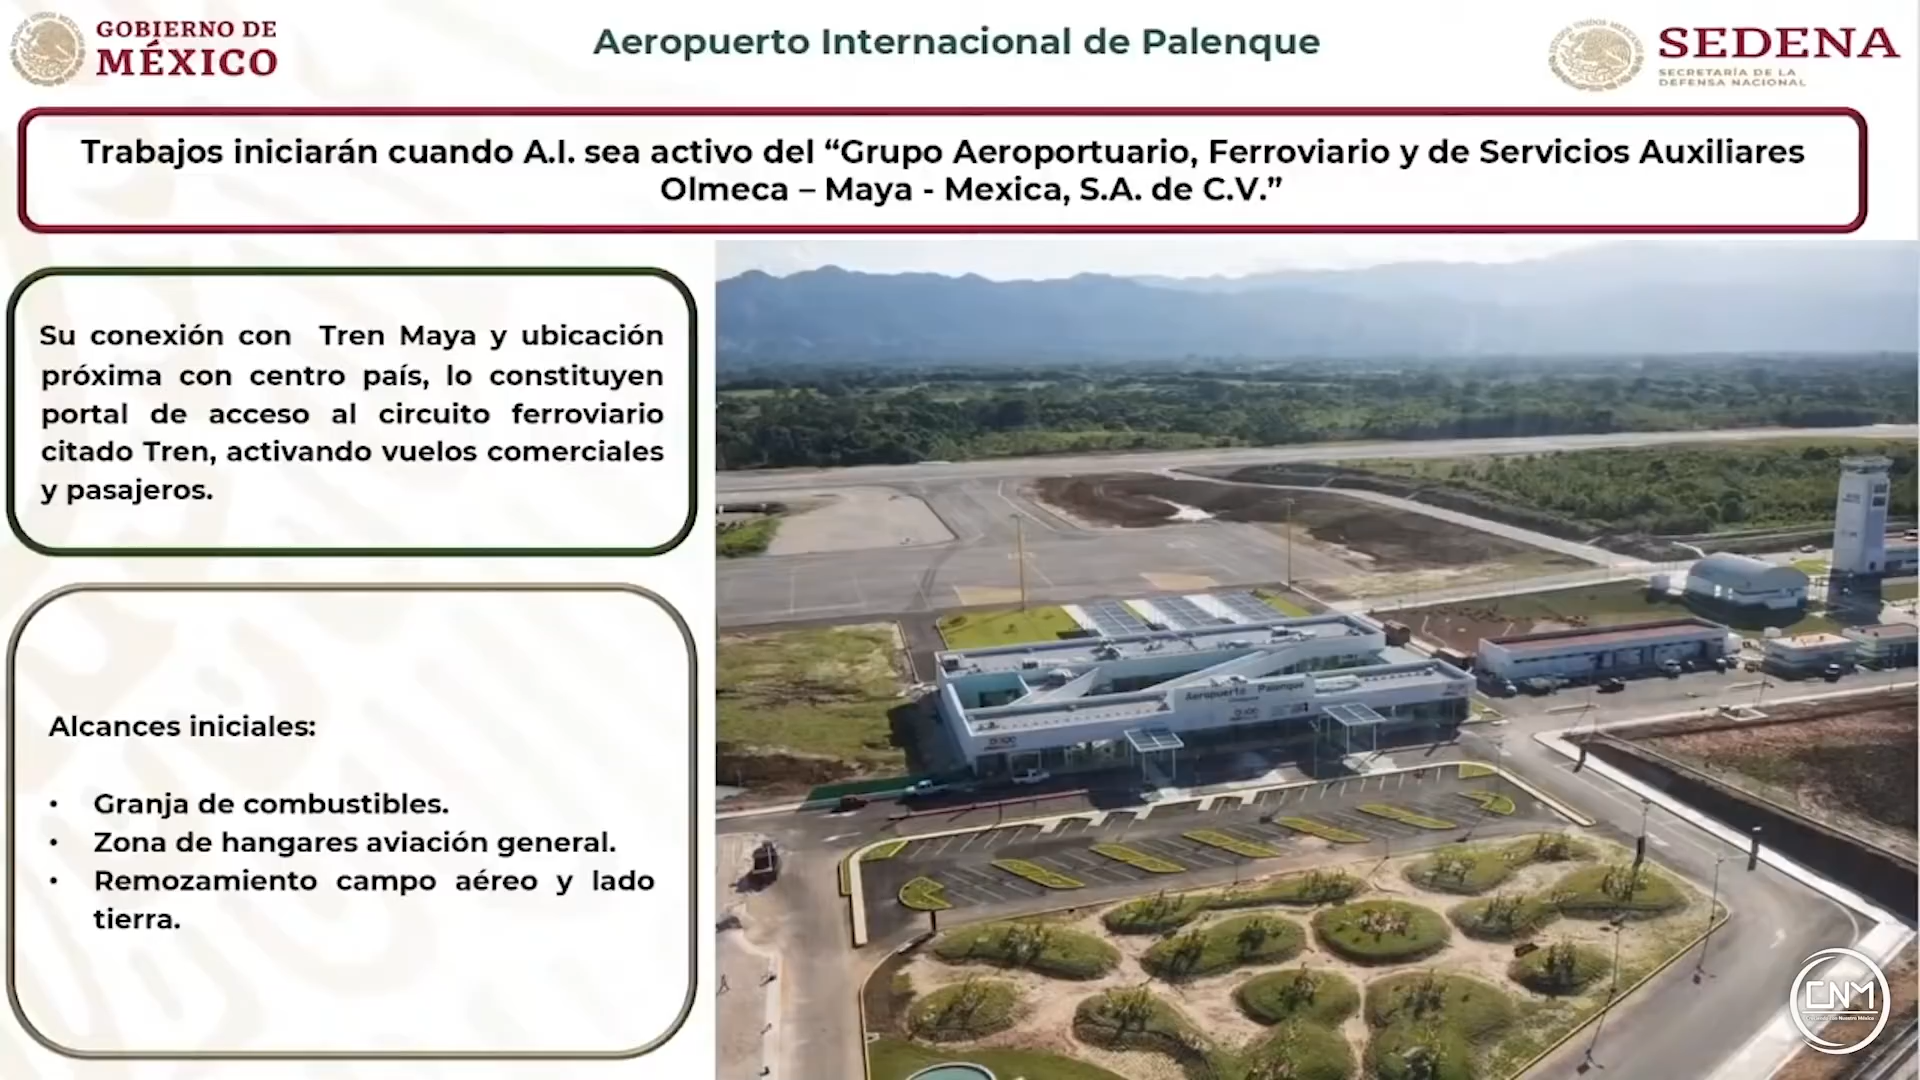 GOBIERNO DE
MÉXICO
Aeropuerto Internacional de Palenque
SEDENA
SECRETARÍA DE LA
DEFENSA NACIONAL
Trabajos iniciarán cuando A.I. sea activo del “Grupo Aeroportuario, Ferroviario y de Servicios Auxiliares
Olmeca – Maya - Mexica, S.A. de C.V.”
Su conexión con Tren Maya y ubicación
próxima con centro país, lo constituyen
portal de acceso al circuito ferroviario
citado Tren, activando vuelos comerciales
y pasajeros.
Alcances iniciales:
• Granja de combustibles.
• Zona de hangares aviación general.
• Remozamiento campo aéreo y lado
tierra.
Aeropuerto Palenque
CNM